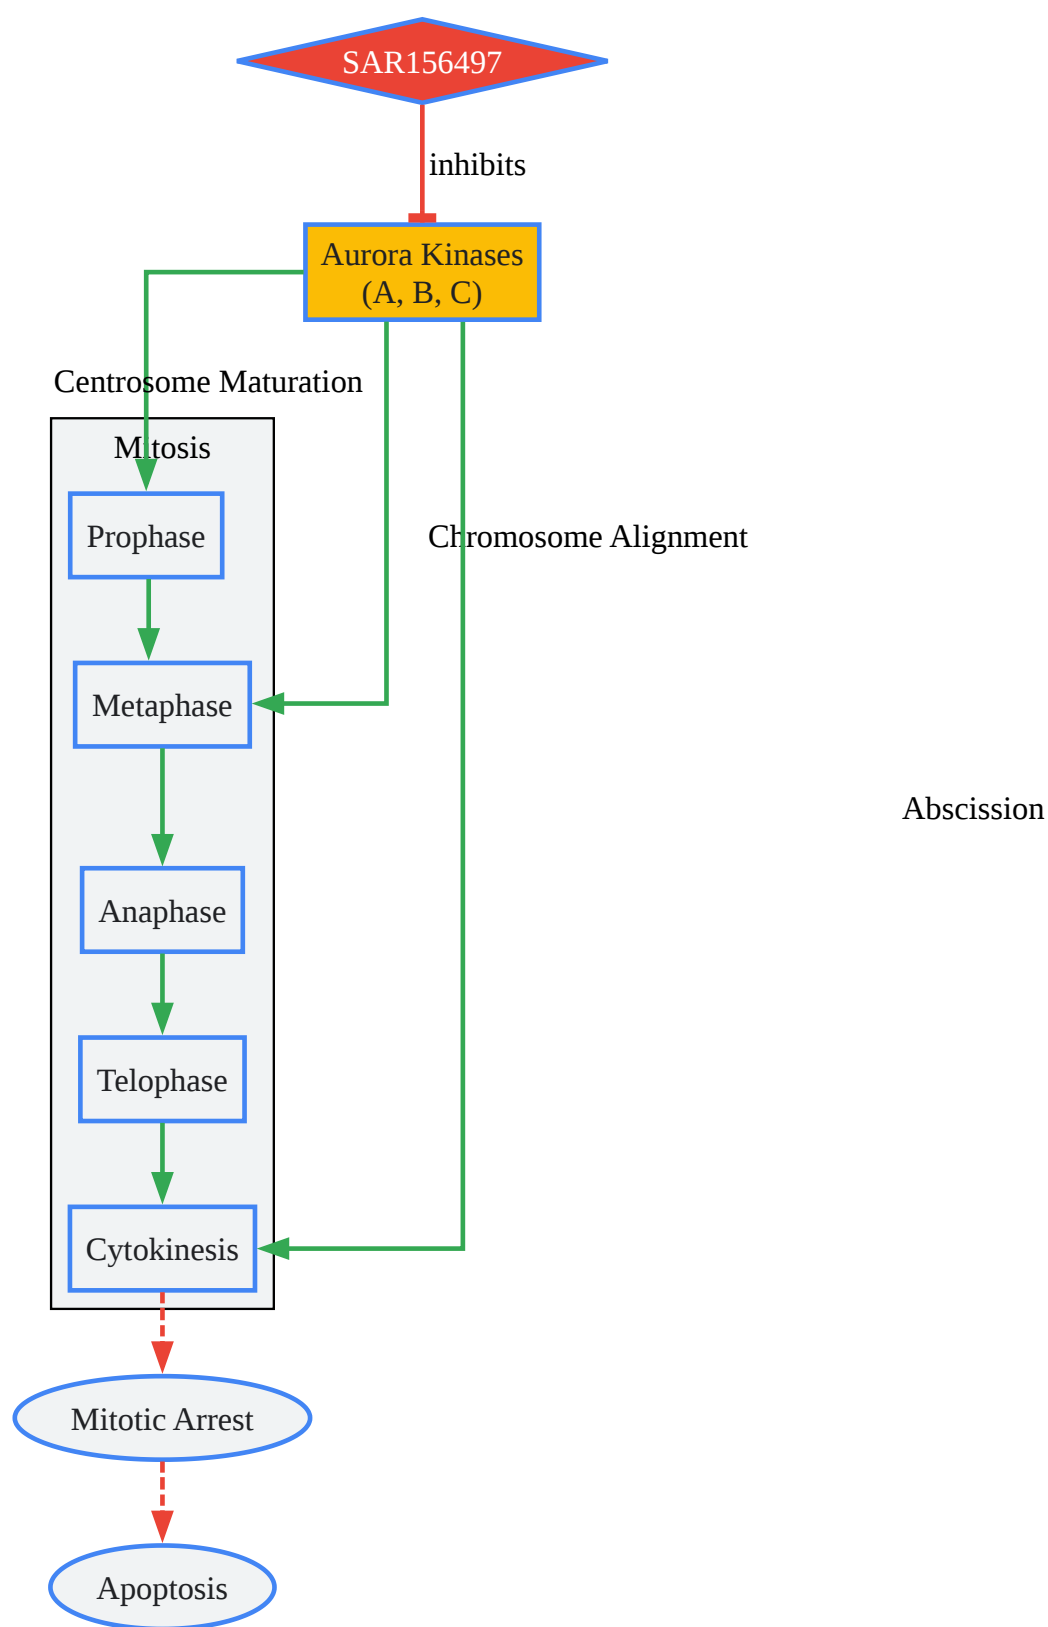 SAR156497
inhibits
Aurora Kinases
(A, B, C)
Centrosome Maturation
Mitosis
Prophase
Chromosome Alignment
Metaphase
Abscission
Anaphase
Telophase
Cytokinesis
Mitotic Arrest
Apoptosis